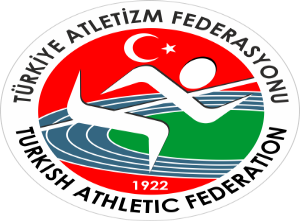 TÜRKİYE ATLETİZM FEDERASYONU
1922
TURKISH ATHLETIC FEDERATION